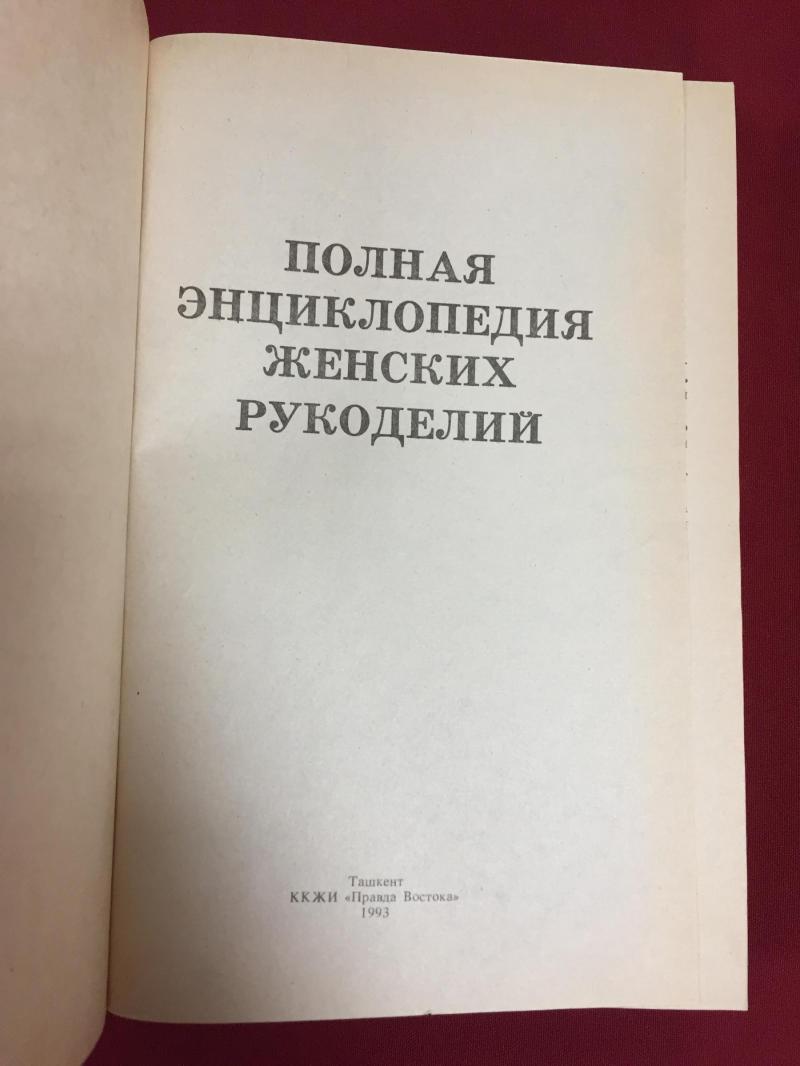 ПОЛНАЯ
ЭНЦИКЛОПЕДИЯ
ЖЕНСКИХ
РУКОДЕЛИЙ
Ташкент
ККЖИ «Правда Востока»
1993